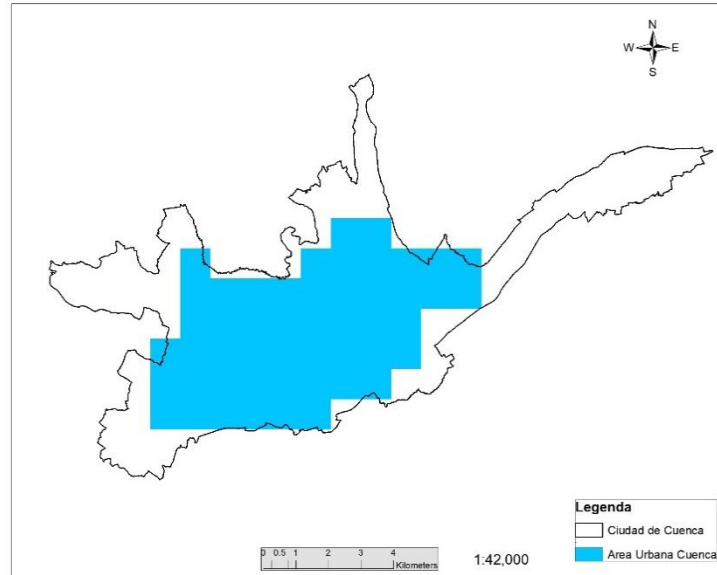 N
W E
S
Legenda
Ciudad de Cuenca
Area Urbana Cuenca
0 0.5 1 2 3 4
Kilometers
1:42,000